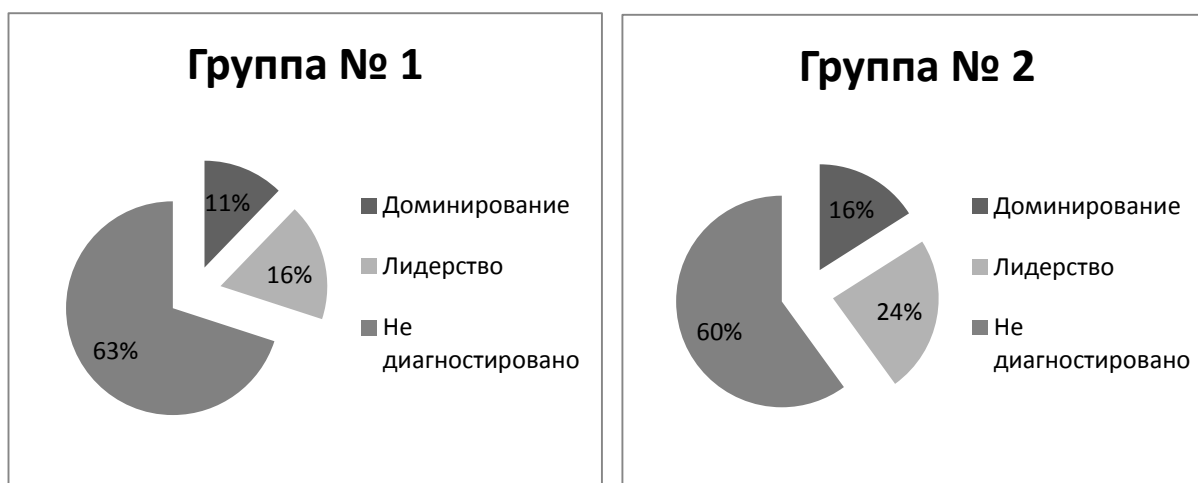 Группа № 1
11%
16%
63%
Доминирование
Лидерство
Не
диагностировано
Группа № 2
16%
24%
60%
Доминирование
Лидерство
Не
диагностировано